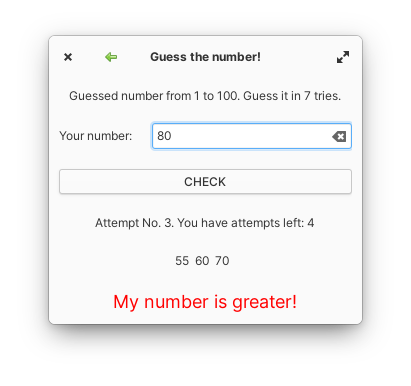 Guess the number!
Guessed number from 1 to 100. Guess it in 7 tries.
Your number: 80
CHECK
Attempt No. 3. You have attempts left: 4
55 60 70
My number is greater!